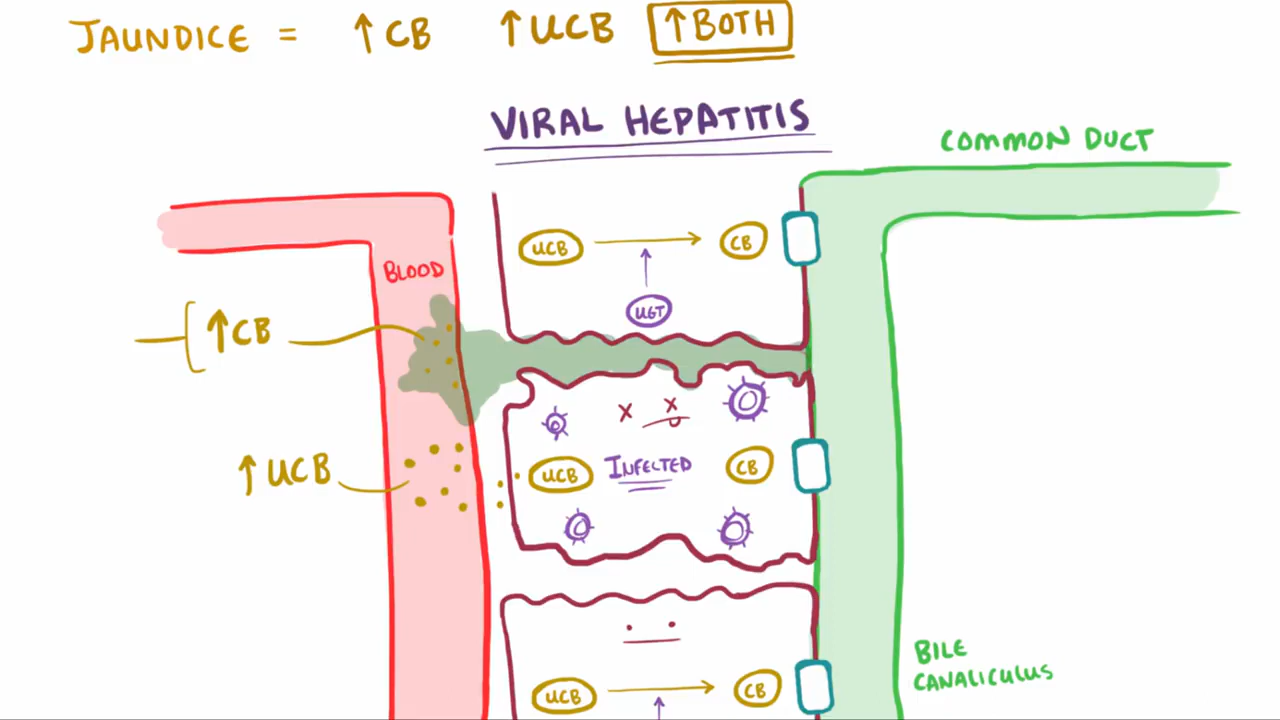 JAUNDICE = ↑CB ↑UCB ↑BOTH
VIRAL HEPATITIS
COMMON DUCT
UCB → CB
BLOOD
UGT
↑CB
X X
↑UCB
UCB INFECTED CB
BILE
CANALICULUS
UCB → CB